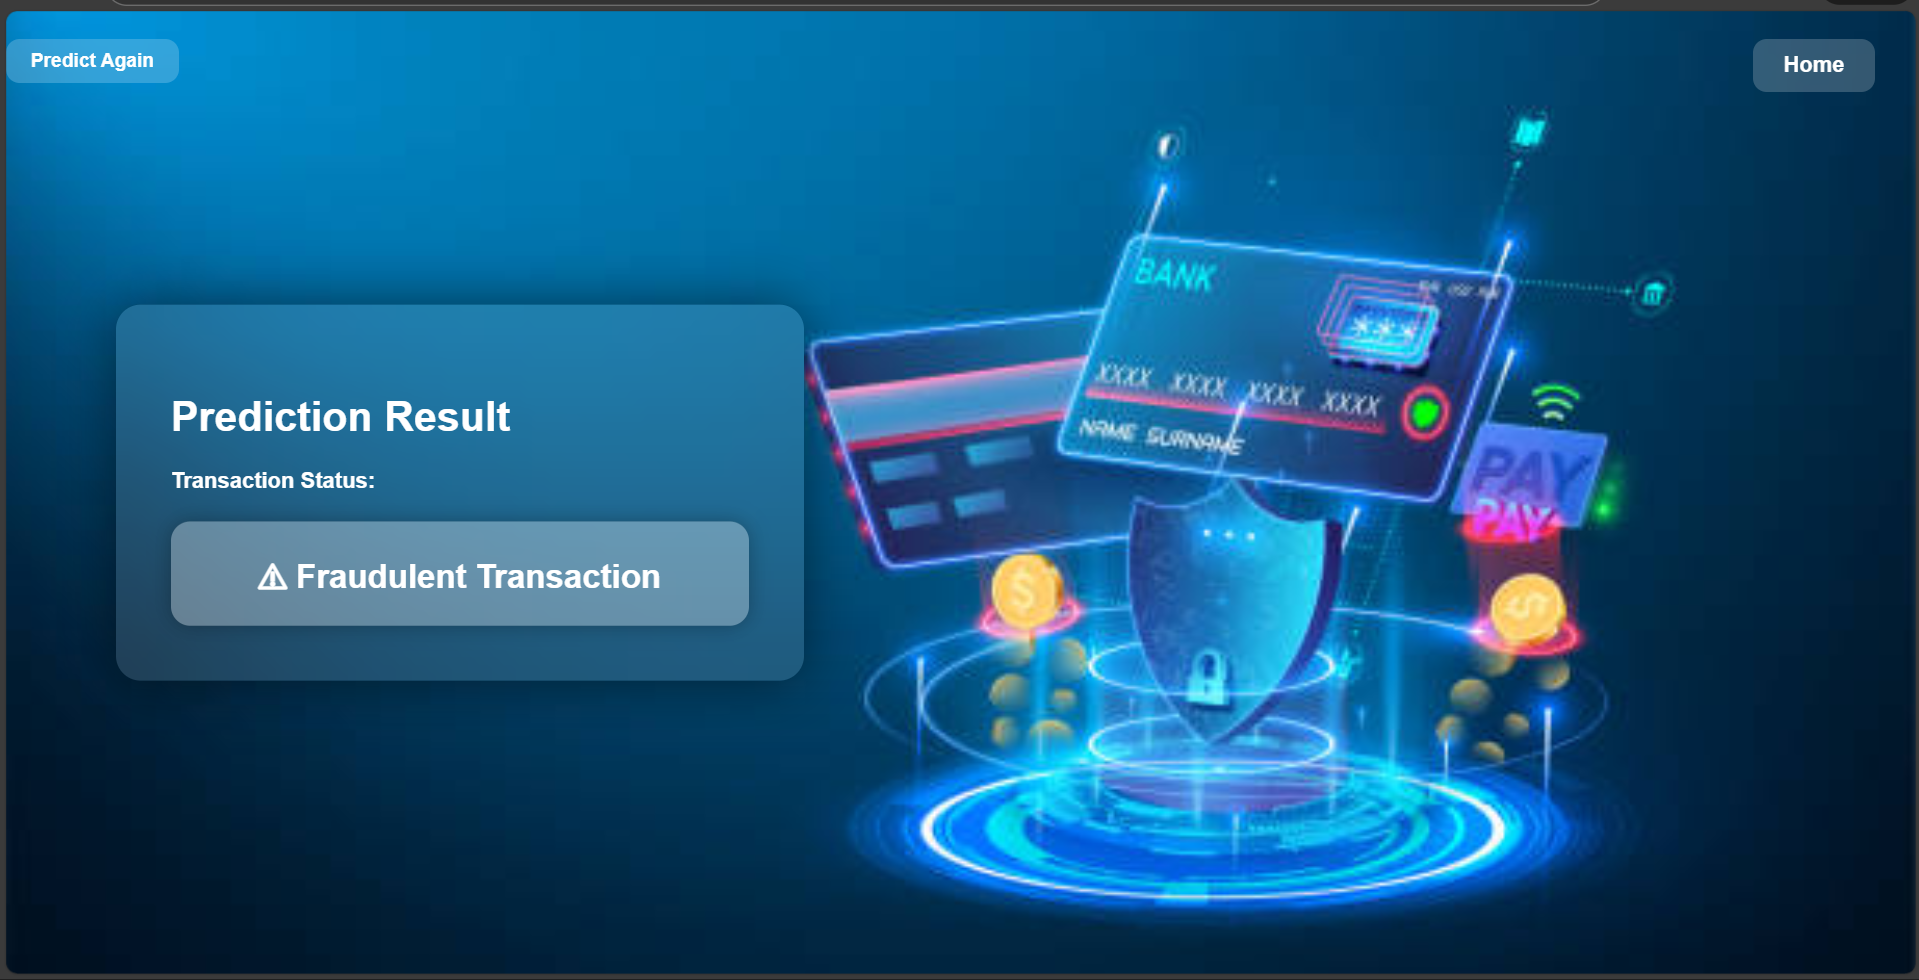 Predict Again
Home
Prediction Result
Transaction Status:
⚠ Fraudulent Transaction
BANK
***
XXXX XXXX XXXX XXXX
NAME SURNAME
PAY
PAY